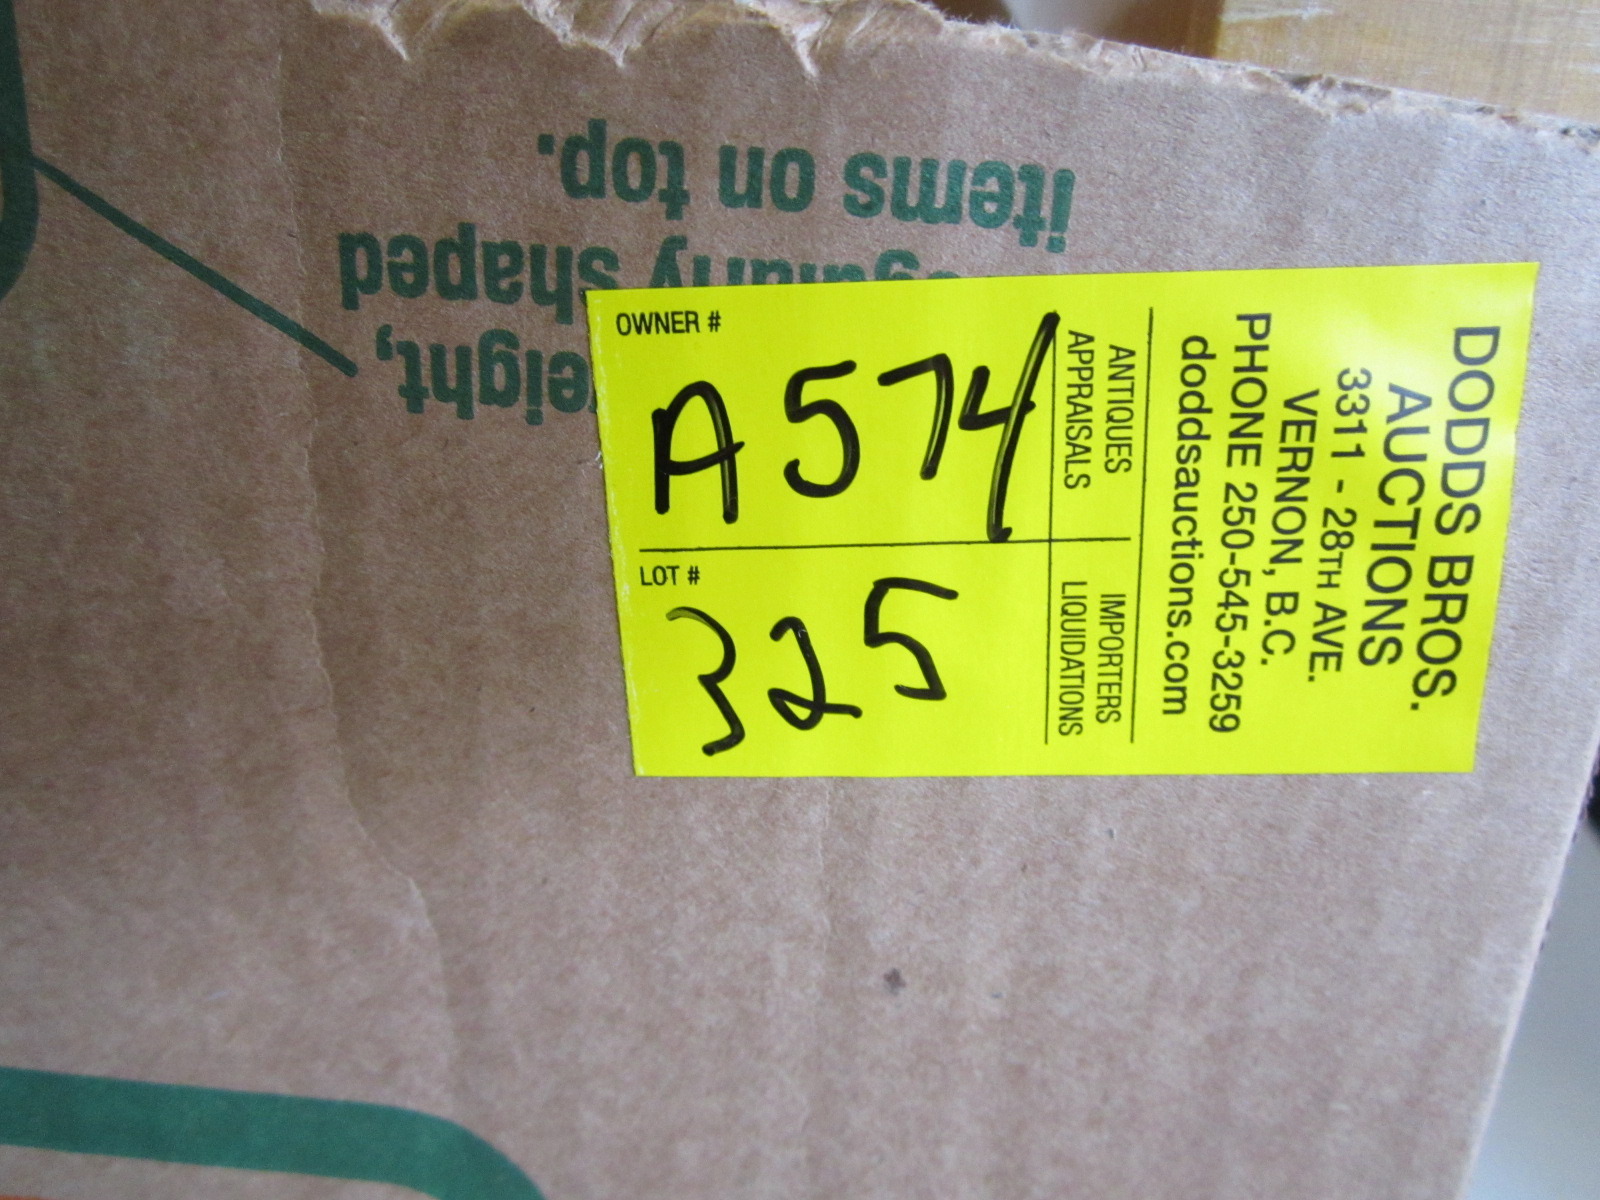 DODDS BROS.
AUCTIONS
3311 - 28TH AVE.
VERNON, B.C.
PHONE 250-545-3259
doddsauctions.com
ANTIQUES
APPRAISALS
IMPORTERS
LIQUIDATIONS
OWNER #
A574
LOT #
325
shaped
items on top.